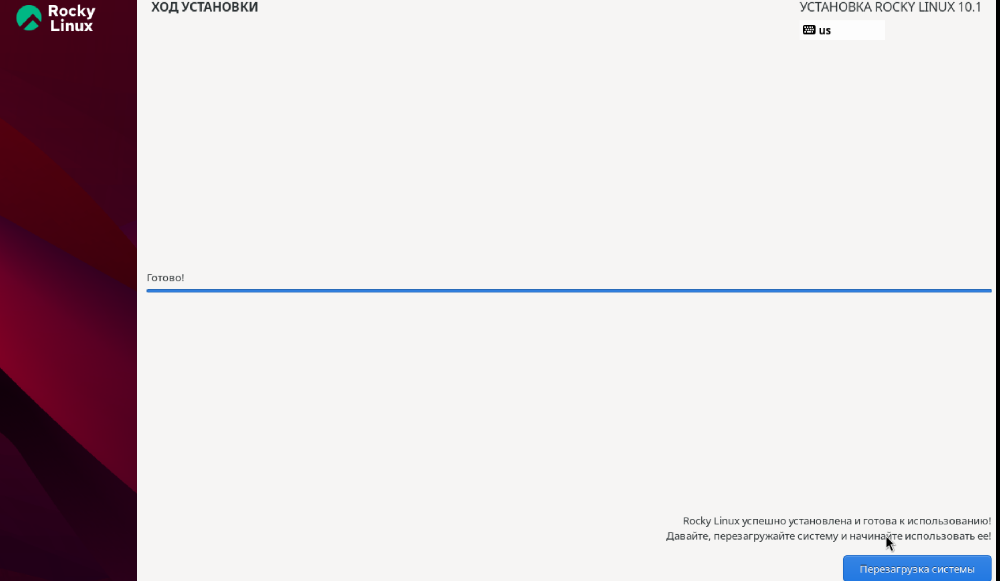 Rocky
Linux
ХОД УСТАНОВКИ
УСТАНОВКА ROCKY LINUX 10.1
us
Готово!
Rocky Linux успешно установлена и готова к использованию!
Давайте, перезагружайте систему и начинайте использовать ее!
Перезагрузка системы